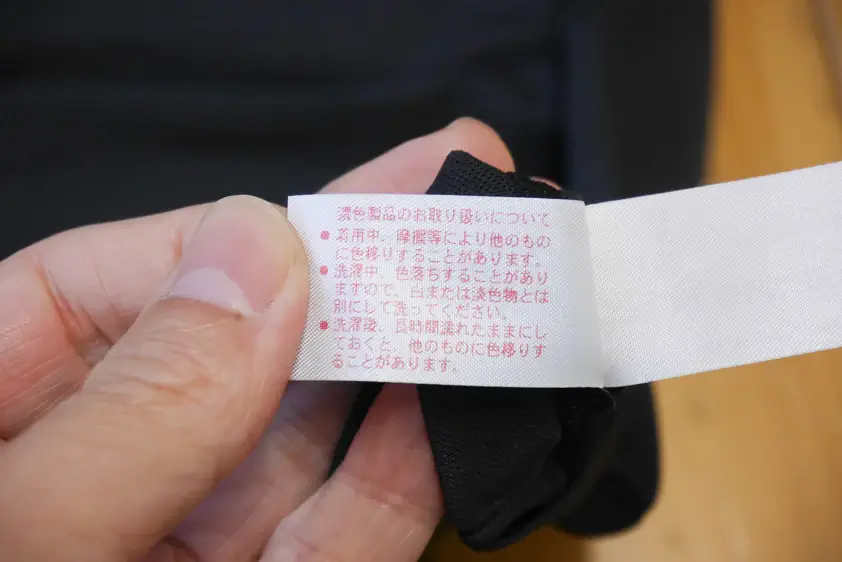 濃色製品のお取り扱いについて
● 着用中、摩擦等により他のもの
に色移りすることがあります。
● 洗濯中、色落ちすることがあり
ますので、白または淡色物とは
別にして洗ってください。
● 洗濯後、長時間濡れたままにし
ておくと、他のものに色移りす
ることがあります。